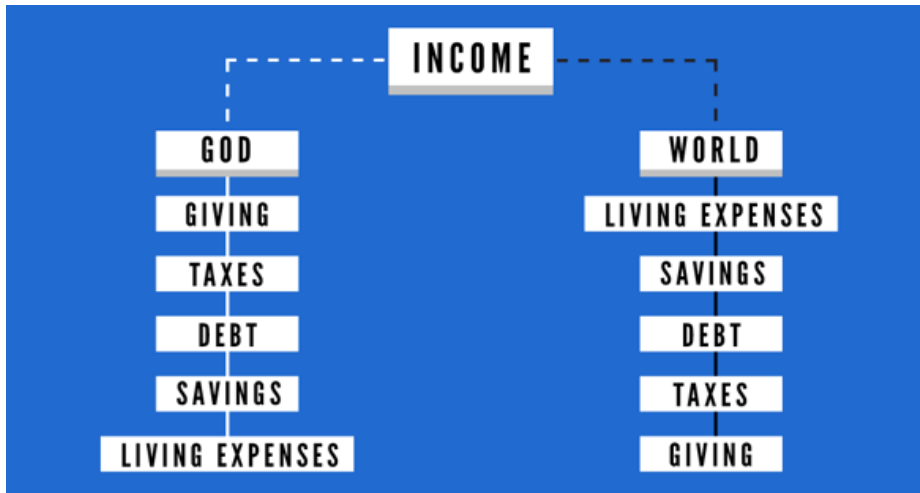 INCOME
GOD
GIVING
TAXES
DEBT
SAVINGS
LIVING EXPENSES
WORLD
LIVING EXPENSES
SAVINGS
DEBT
TAXES
GIVING